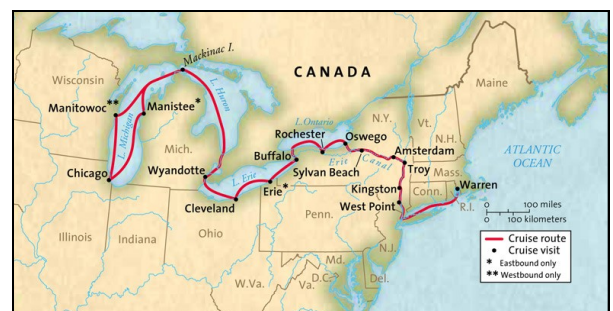 Mackinac I.
CANADA
Wisconsin
Maine
Manitowoc**
Manistee*
L. Huron
L. Michigan
L. Ontario
N.Y.
Vt.
Rochester
Oswego
N.H.
Mich.
Amsterdam
ATLANTIC
OCEAN
Buffalo
Erie Canal
Troy
Mass.
Chicago
Wyandotte
L. Erie
Sylvan Beach
Erie*
Kingston
Conn.
Warren
Cleveland
West Point
R.I.
0 100 miles
0 100 kilometers
Illinois
Indiana
Ohio
Penn.
N.J.
Cruise route
Cruise visit
* Eastbound only
** Westbound only
Md.
W.Va.
Va.
D.C.
Del.